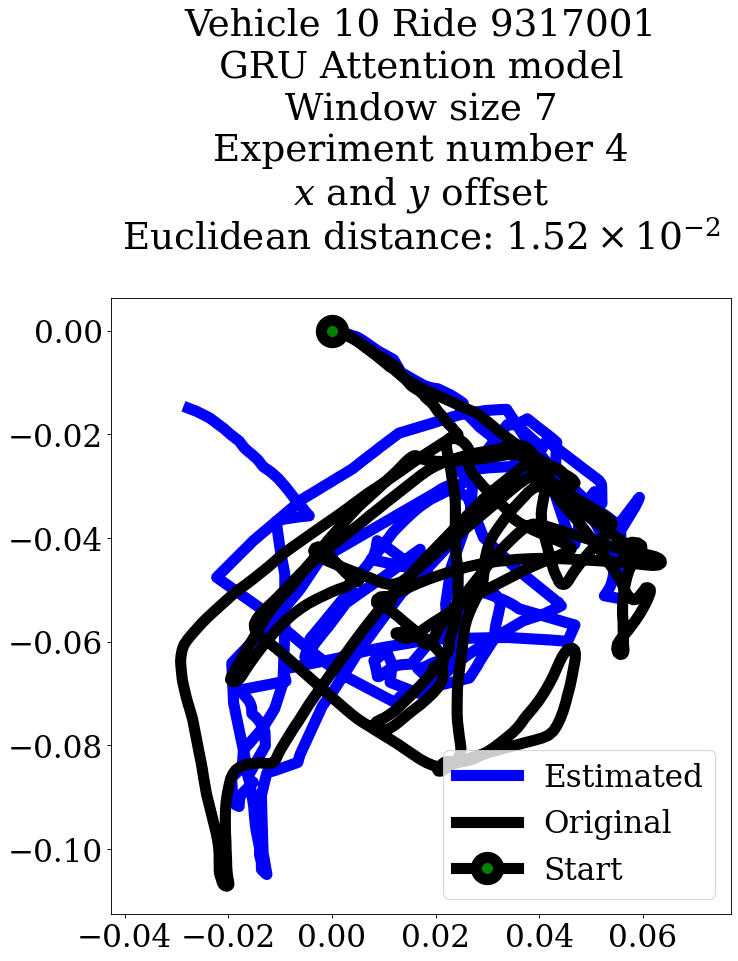 Vehicle 10 Ride 9317001
GRU Attention model
Window size 7
Experiment number 4
x and y offset
Euclidean distance: 1.52 × 10⁻²
0.00
−0.02
−0.04
−0.06
−0.08
−0.10
Estimated
Original
Start
−0.04 −0.02 0.00 0.02 0.04 0.06